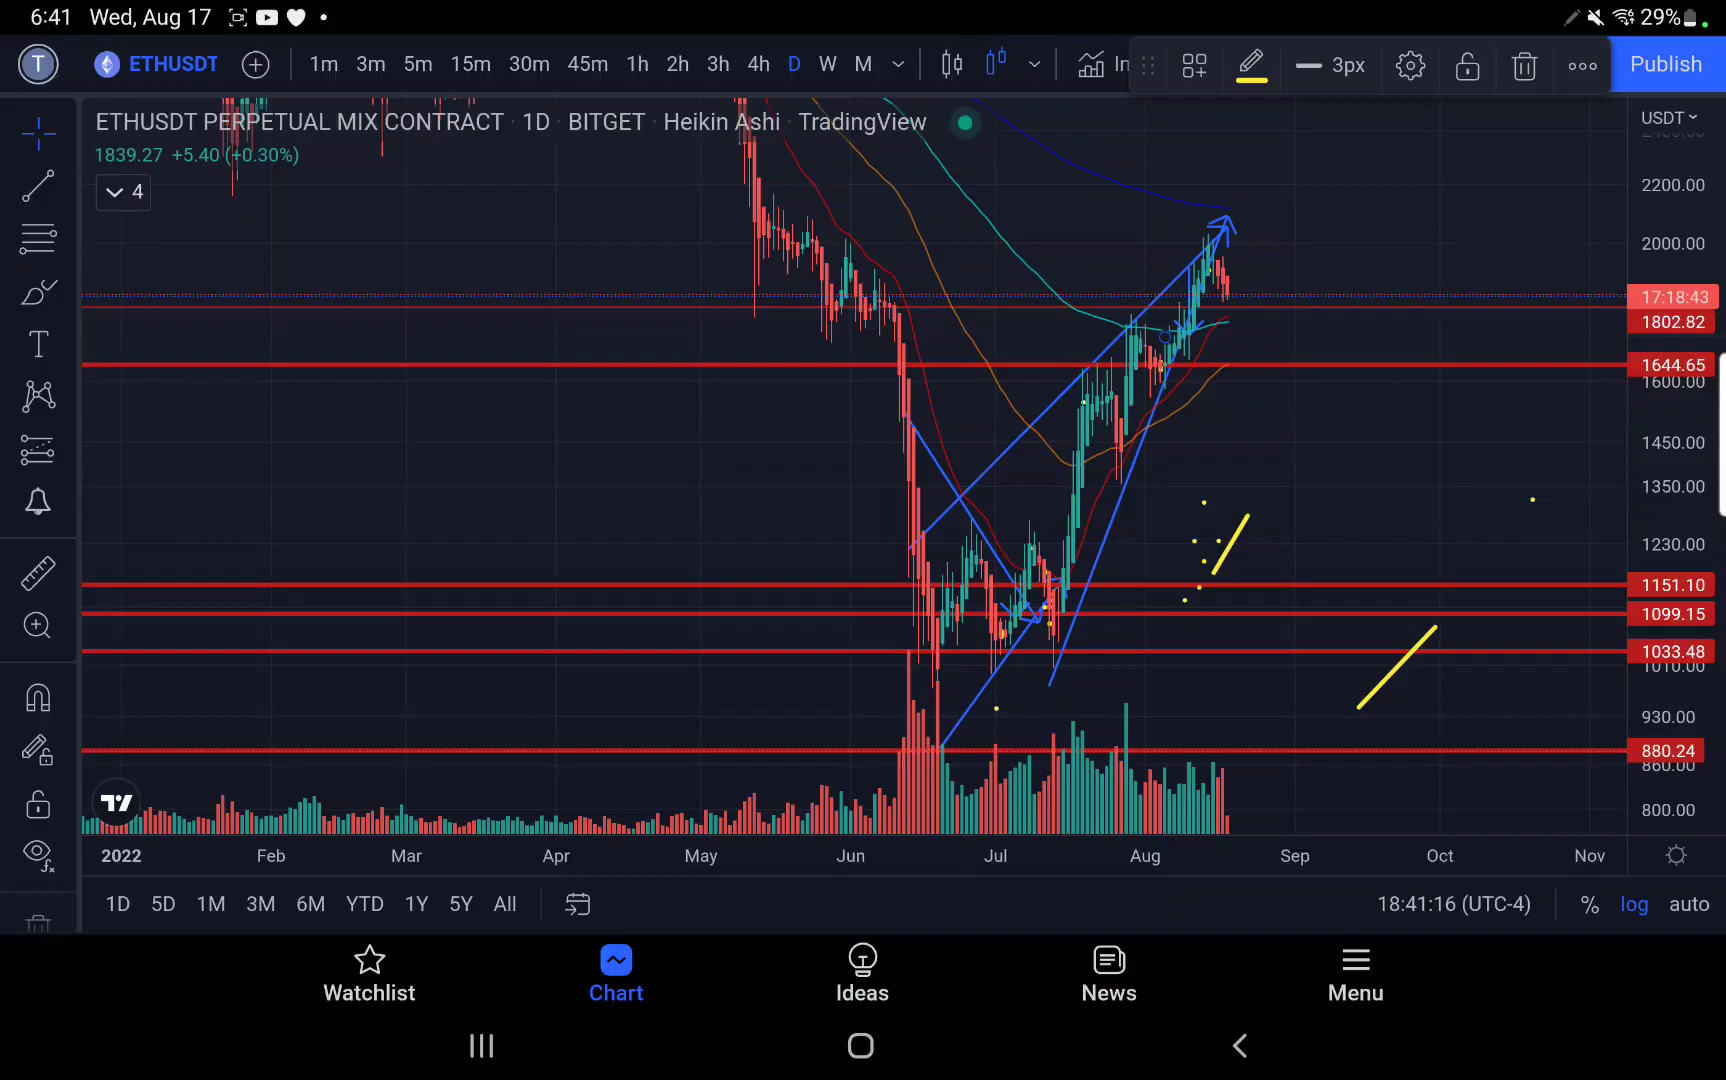 6:41 Wed, Aug 17 29%
T ETHUSDT 1m 3m 5m 15m 30m 45m 1h 2h 3h 4h D W M In 3px Publish
ETHUSDT PERPETUAL MIX CONTRACT · 1D · BITGET · Heikin Ashi · TradingView
USDT
1839.27 +5.40 (+0.30%)
4
2200.00
2000.00
17:18:43
1802.82
1644.65
1600.00
1450.00
1350.00
1230.00
1151.10
1099.15
1033.48
1010.00
930.00
880.24
860.00
800.00
2022 Feb Mar Apr May Jun Jul Aug Sep Oct Nov
1D 5D 1M 3M 6M YTD 1Y 5Y All 18:41:16 (UTC-4) % log auto
Watchlist Chart Ideas News Menu